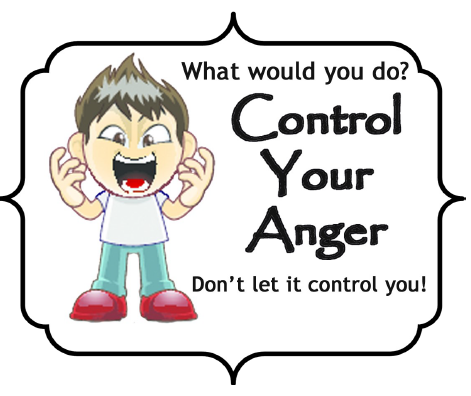 What would you do?
Control
Your
Anger
Don't let it control you!